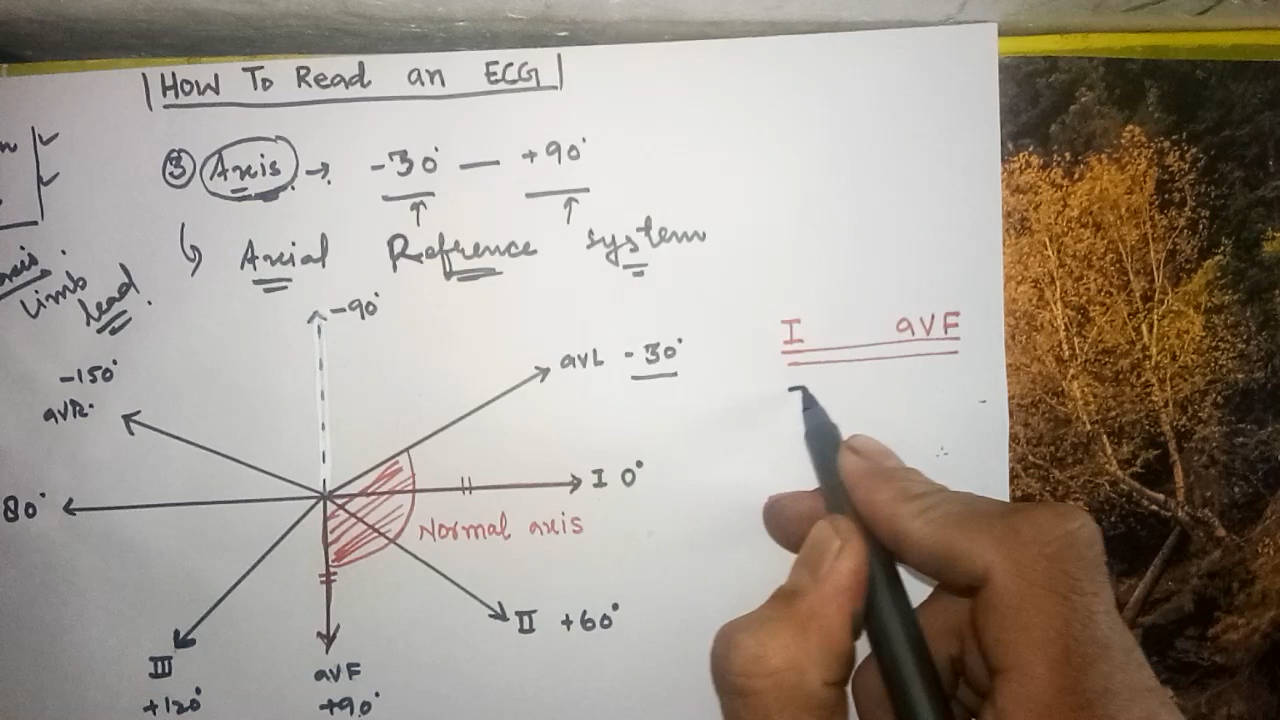 HOW TO Read an ECG
③ Axis → -30° — +90°
Axial Refrence system
limb
lead.
-90°
avL -30°
I avF
-150°
avR.
I 0°
80°
Normal axis
II +60°
III
+120°
avF
+90°